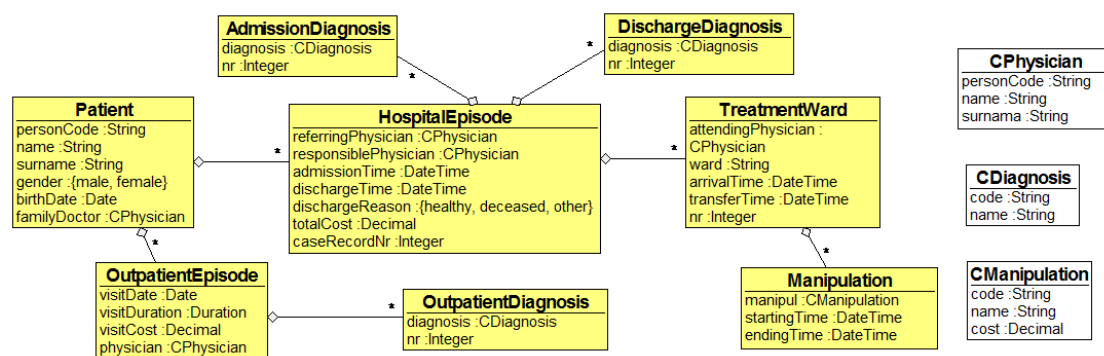 AdmissionDiagnosis
diagnosis :CDiagnosis
nr :Integer
*
DischargeDiagnosis
diagnosis :CDiagnosis
nr :Integer
*
CPhysician
personCode :String
name :String
surnama :String
Patient
personCode :String
name :String
surname :String
gender :{male, female}
birthDate :Date
familyDoctor :CPhysician
*
*
HospitalEpisode
referringPhysician :CPhysician
responsiblePhysician :CPhysician
admissionTime :DateTime
dischargeTime :DateTime
dischargeReason :{healthy, deceased, other}
totalCost :Decimal
caseRecordNr :Integer
*
TreatmentWard
attendingPhysician :
CPhysician
ward :String
arrivalTime :DateTime
transferTime :DateTime
nr :Integer
*
CDiagnosis
code :String
name :String
OutpatientEpisode
visitDate :Date
visitDuration :Duration
visitCost :Decimal
physician :CPhysician
*
OutpatientDiagnosis
diagnosis :CDiagnosis
nr :Integer
Manipulation
manipul :CManipulation
startingTime :DateTime
endingTime :DateTime
CManipulation
code :String
name :String
cost :Decimal